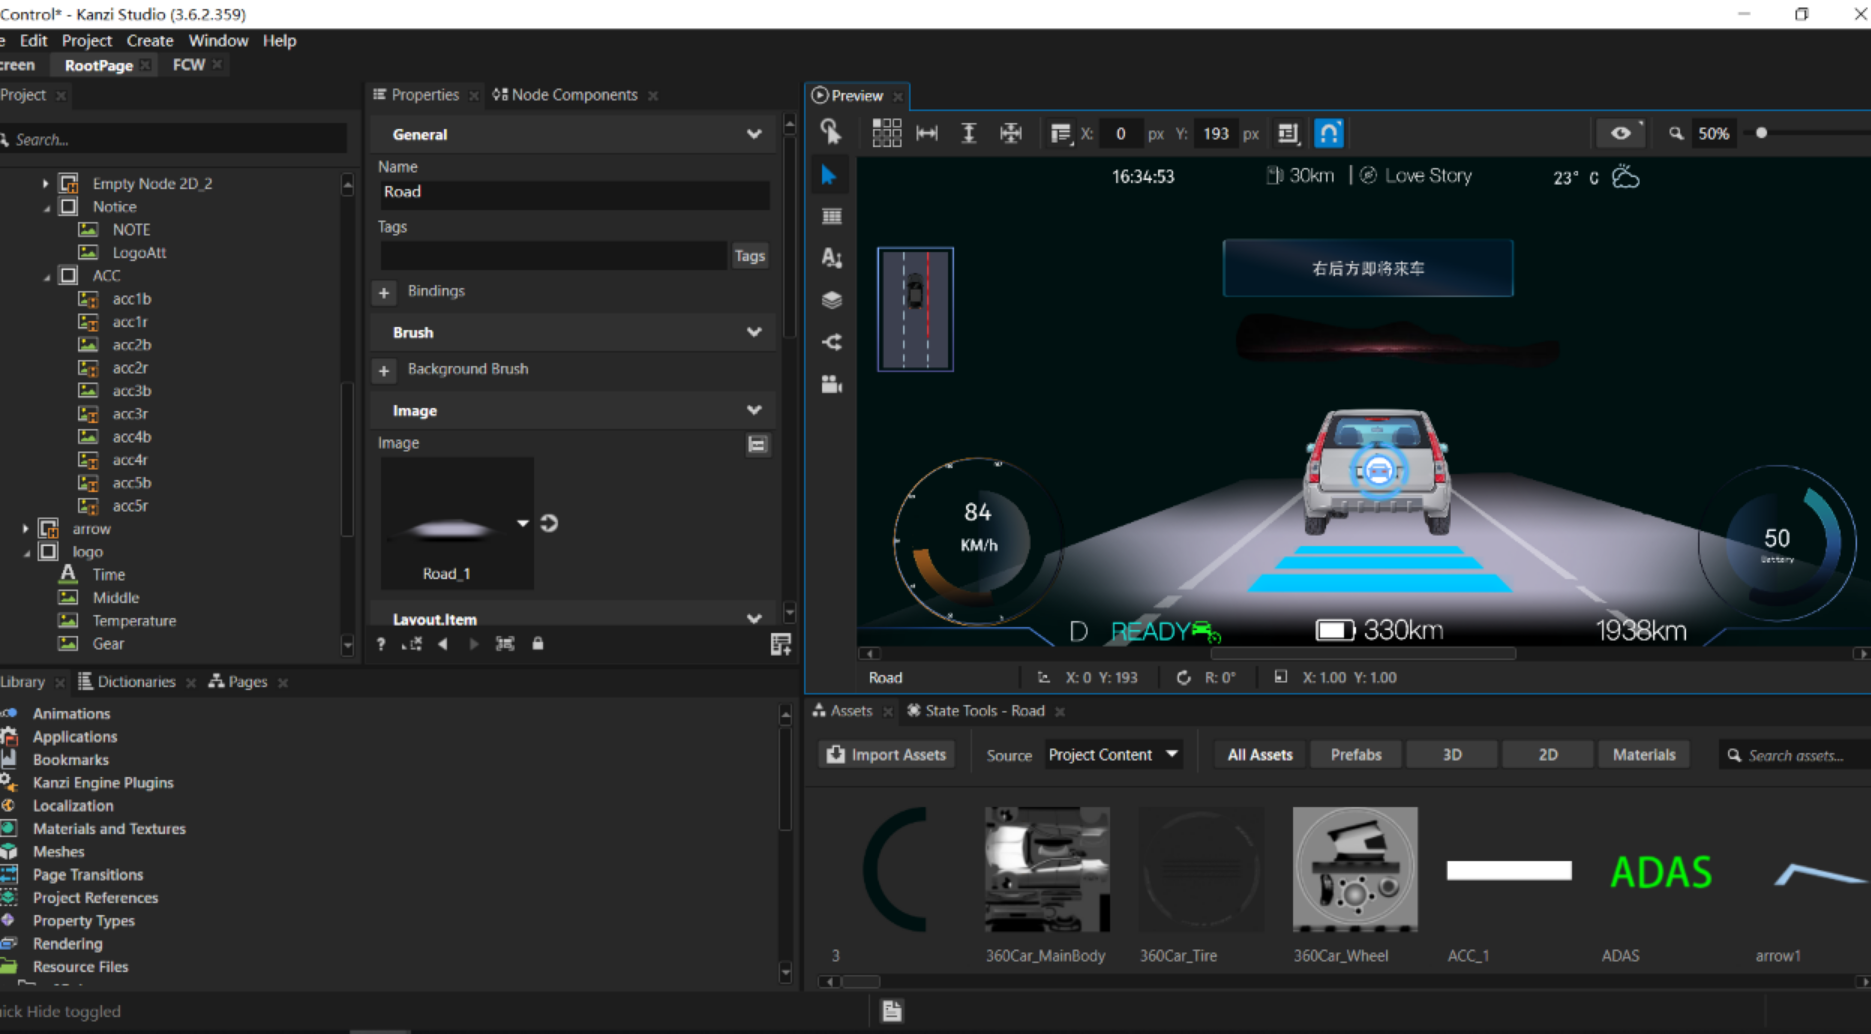 Control* - Kanzi Studio (3.6.2.359)
Edit Project Create Window Help
creen RootPage FCW
Project
Search...
Empty Node 2D_2
Notice
NOTE
LogoAtt
ACC
acc1b
acc1r
acc2b
acc2r
acc3b
acc3r
acc4b
acc4r
acc5b
acc5r
arrow
logo
Time
Middle
Temperature
Gear
Properties Node Components
General
Name
Road
Tags
Tags
Bindings
Brush
Background Brush
Image
Image
Road_1
Layout.Item
Preview
X: 0 px Y: 193 px 50%
16:34:53 30km Love Story 23° C
右后方即将来车
84
KM/h
50
Battery
D READY 330km 1938km
Road X: 0 Y: 193 R: 0° X: 1.00 Y: 1.00
Library Dictionaries Pages
Animations
Applications
Bookmarks
Kanzi Engine Plugins
Localization
Materials and Textures
Meshes
Page Transitions
Project References
Property Types
Rendering
Resource Files
Assets State Tools - Road
Import Assets Source Project Content All Assets Prefabs 3D 2D Materials Search assets...
ADAS
3 360Car_MainBody 360Car_Tire 360Car_Wheel ACC_1 ADAS arrow1
uick Hide toggled